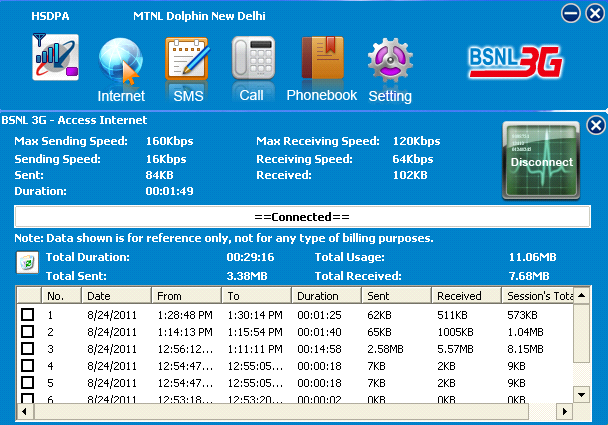 HSDPA MTNL Dolphin New Delhi
Internet SMS Call Phonebook Setting
BSNL 3G
BSNL 3G - Access Internet
Max Sending Speed: 160Kbps Max Receiving Speed: 120Kbps
Sending Speed: 16Kbps Receiving Speed: 64Kbps
Sent: 84KB Received: 102KB
Duration: 00:01:49
Disconnect
==Connected==
Note: Data shown is for reference only, not for any type of billing purposes.
Total Duration: 00:29:16 Total Usage: 11.06MB
Total Sent: 3.38MB Total Received: 7.68MB
No. Date From To Duration Sent Received Session's Tota
1 8/24/2011 1:28:48 PM 1:30:14 PM 00:01:25 62KB 511KB 573KB
2 8/24/2011 1:14:13 PM 1:15:54 PM 00:01:40 65KB 1005KB 1.04MB
3 8/24/2011 12:56:12... 1:11:11 PM 00:14:58 2.58MB 5.57MB 8.15MB
4 8/24/2011 12:54:47... 12:55:05... 00:00:18 7KB 2KB 9KB
5 8/24/2011 12:54:47... 12:55:05... 00:00:18 7KB 2KB 9KB
6 8/24/2011 12:53:18... 12:53:20... 00:00:02 0KB 0KB 0KB